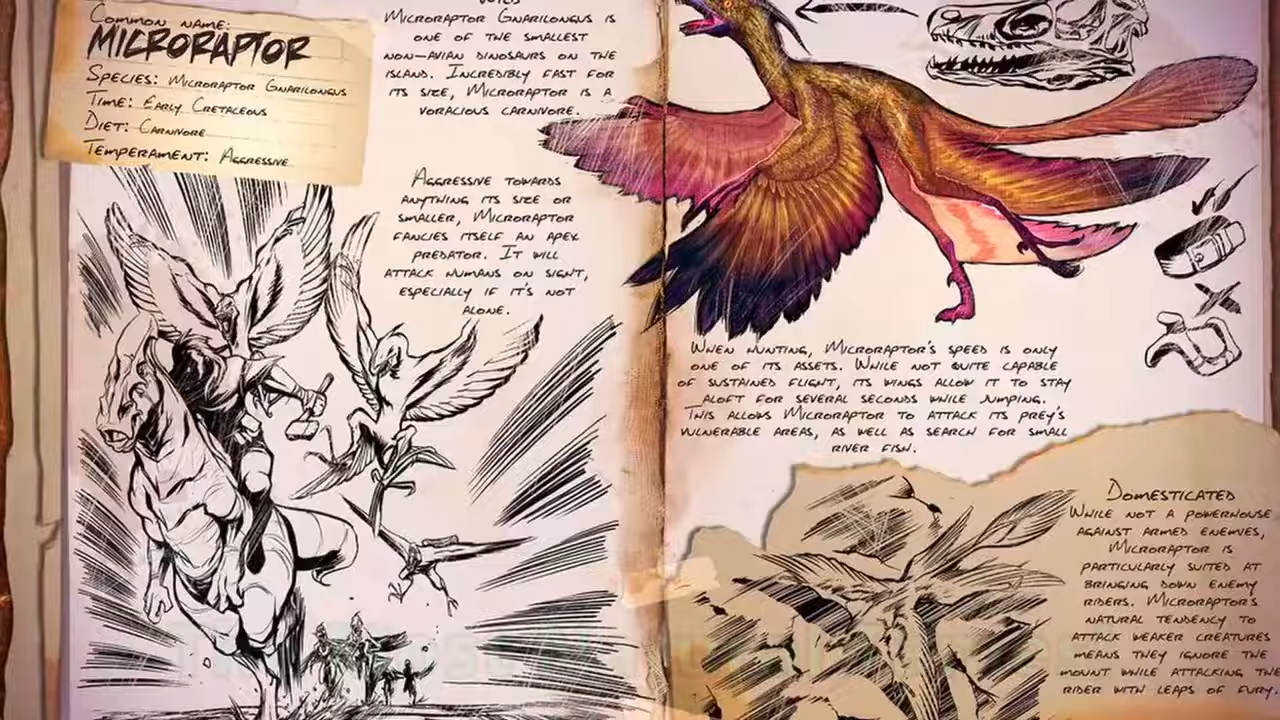 Common name:
Microraptor
Species: Microraptor Gnarilongus
Time: Early Cretaceous
Diet: Carnivore
Temperament: Aggressive
Wild
Microraptor Gnarilongus is
one of the smallest
non-avian dinosaurs on the
island. Incredibly fast for
its size, Microraptor is a
voracious carnivore.
Aggressive towards
anything its size or
smaller, Microraptor
fancies itself an apex
predator. It will
attack humans on sight,
especially if it's not
alone.
When hunting, Microraptor's speed is only
one of its assets. While not quite capable
of sustained flight, its wings allow it to stay
aloft for several seconds while jumping.
This allows Microraptor to attack its prey's
vulnerable areas, as well as search for small
river fish.
Domesticated
While not a powerhouse
against armed enemies,
Microraptor is
particularly suited at
bringing down enemy
riders. Microraptor's
natural tendency to
attack weaker creatures
means they ignore the
mount while attacking the
rider with leaps of fury.